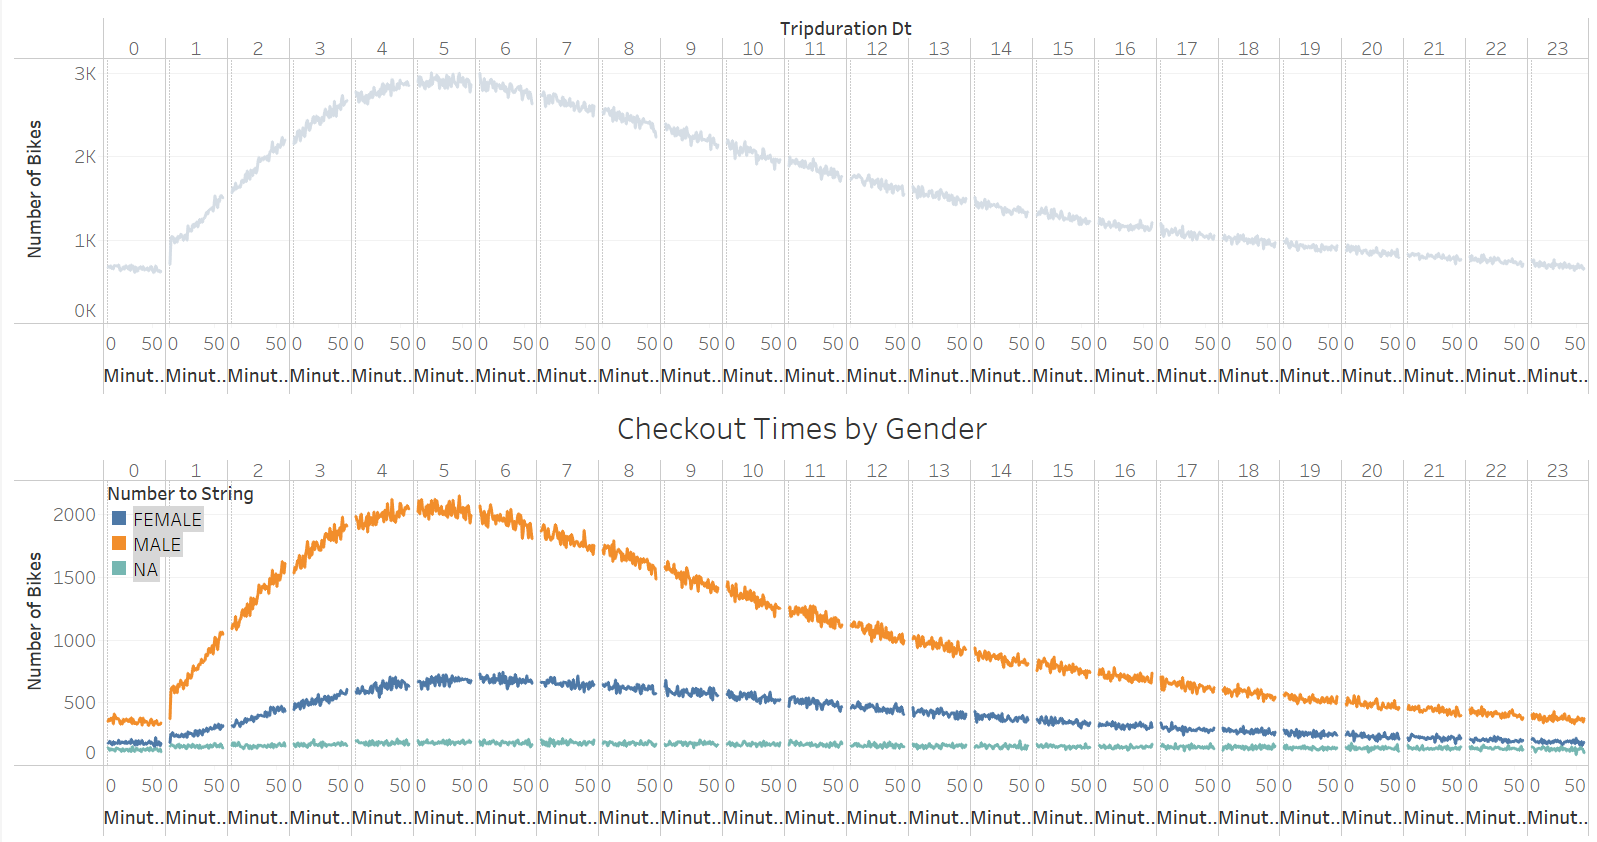 Tripduration Dt
0 1 2 3 4 5 6 7 8 9 10 11 12 13 14 15 16 17 18 19 20 21 22 23
3K
2K
1K
0K
Number of Bikes
0 50 0 50 0 50 0 50 0 50 0 50 0 50 0 50 0 50 0 50 0 50 0 50 0 50 0 50 0 50 0 50 0 50 0 50 0 50 0 50 0 50 0 50 0 50 0 50
Minut.. Minut.. Minut.. Minut.. Minut.. Minut.. Minut.. Minut.. Minut.. Minut.. Minut.. Minut.. Minut.. Minut.. Minut.. Minut.. Minut.. Minut.. Minut.. Minut.. Minut.. Minut.. Minut.. Minut..
Checkout Times by Gender
0 1 2 3 4 5 6 7 8 9 10 11 12 13 14 15 16 17 18 19 20 21 22 23
Number to String
FEMALE
MALE
NA
2000
1500
1000
500
0
Number of Bikes
0 50 0 50 0 50 0 50 0 50 0 50 0 50 0 50 0 50 0 50 0 50 0 50 0 50 0 50 0 50 0 50 0 50 0 50 0 50 0 50 0 50 0 50 0 50 0 50
Minut.. Minut.. Minut.. Minut.. Minut.. Minut.. Minut.. Minut.. Minut.. Minut.. Minut.. Minut.. Minut.. Minut.. Minut.. Minut.. Minut.. Minut.. Minut.. Minut.. Minut.. Minut.. Minut.. Minut..